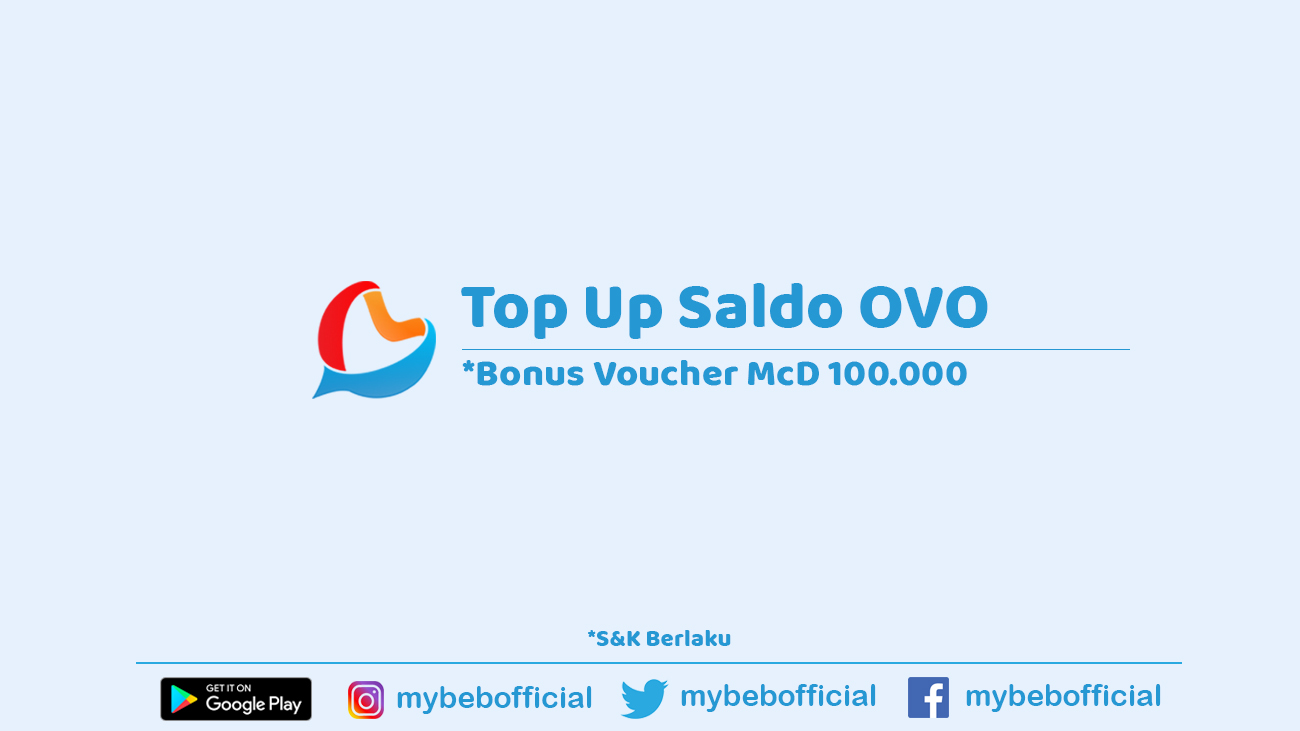 Top Up Saldo OVO
*Bonus Voucher McD 100.000
*S&K Berlaku
GET IT ON
Google Play
mybebofficial
mybebofficial
mybebofficial